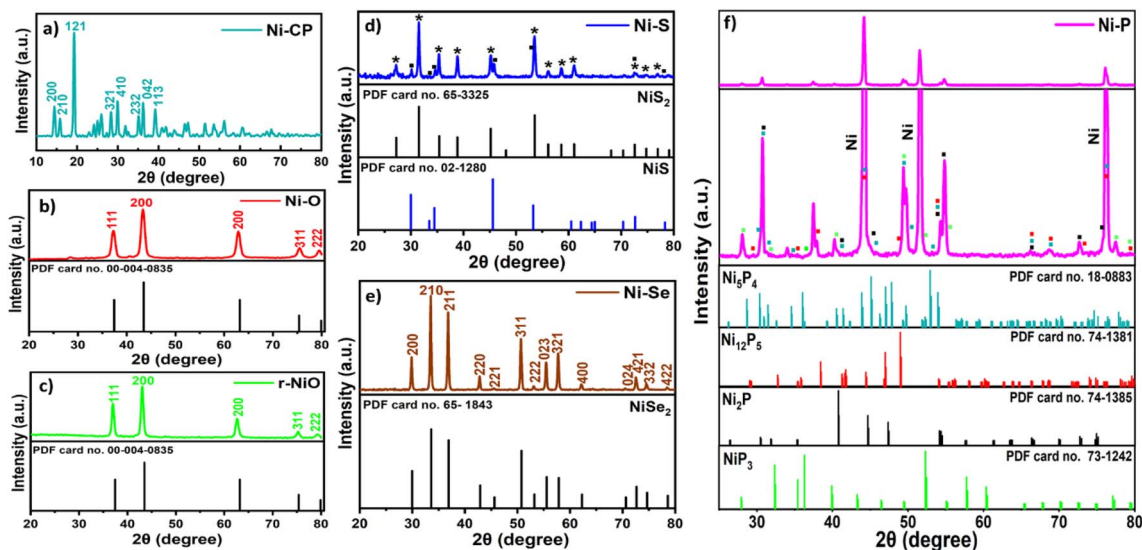 a)
Ni-CP
Intensity (a.u.)
200
210
121
321
410
232
042
113
10 20 30 40 50 60 70 80
2θ (degree)
b)
Ni-O
Intensity (a.u.)
111
200
200
311
222
PDF card no. 00-004-0835
20 30 40 50 60 70 80
2θ (degree)
c)
r-NiO
Intensity (a.u.)
111
200
200
311
222
PDF card no. 00-004-0835
20 30 40 50 60 70 80
2θ (degree)
d)
Ni-S
Intensity (a.u.)
* * * * * * * * * * * *
20 30 40 50 60 70 80
PDF card no. 65-3325
NiS2
PDF card no. 02-1280
NiS
20 30 40 50 60 70 80
2θ (degree)
e)
Ni-Se
Intensity (a.u.)
200
210
211
220
221
311
222
023
321
400
024
421
332
422
PDF card no. 65- 1843
NiSe2
20 30 40 50 60 70 80
2θ (degree)
f)
Ni-P
Intensity (a.u.)
Ni
Ni
Ni
Ni5P4
PDF card no. 18-0883
Ni12P5
PDF card no. 74-1381
Ni2P
PDF card no. 74-1385
NiP3
PDF card no. 73-1242
30 40 50 60 70 80
2θ (degree)